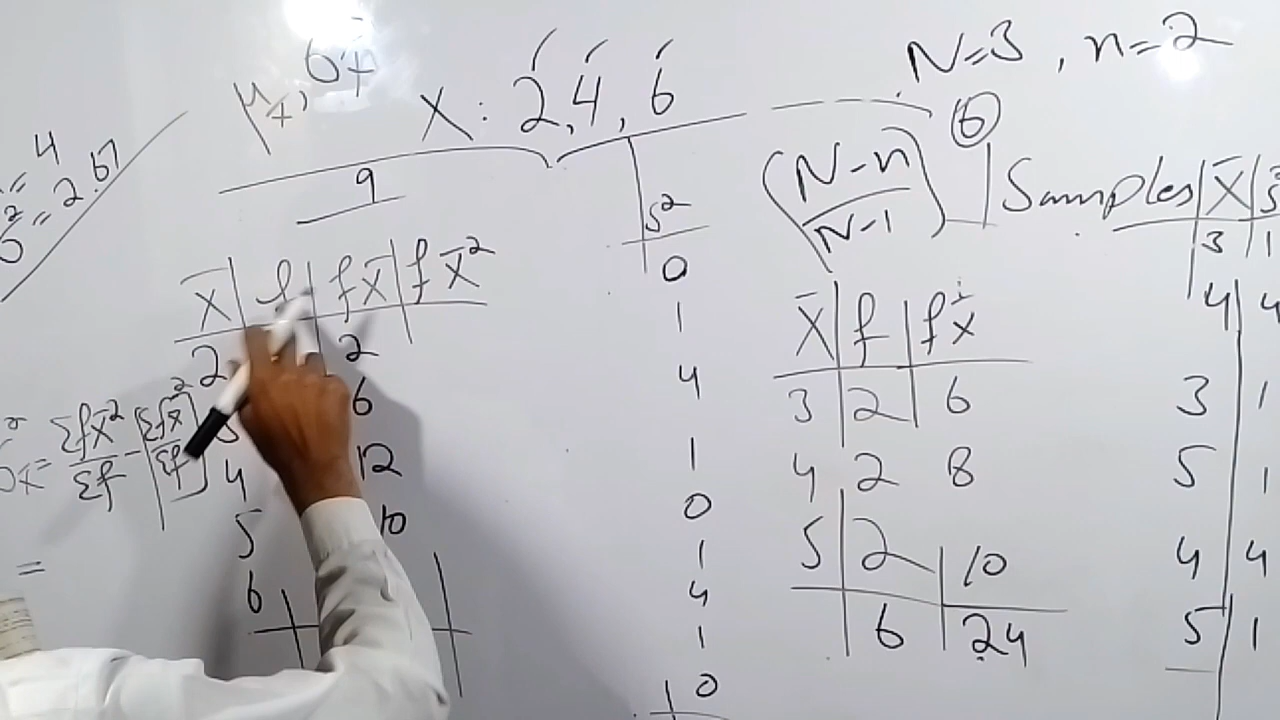 μx̄, σx̄
X: 2, 4, 6
N=3, n=2
= 4
σ² = 2.67
9
6
(N-n / N-1)
Samples | X̄ | S²
X̄ | f | fX̄ | fX̄²
2 2
6
4 12
5 10
6
σ²x̄ = ΣfX̄²/Σf - [ΣfX̄/Σf]²
=
S²
0
1
4
1
0
1
4
1
0
X̄ | f | fX̄
3 | 2 | 6
4 | 2 | 8
5 | 2 | 10
6 | 24
3 | 1
4 | 4
3 | 1
5 | 1
4 | 4
5 | 1